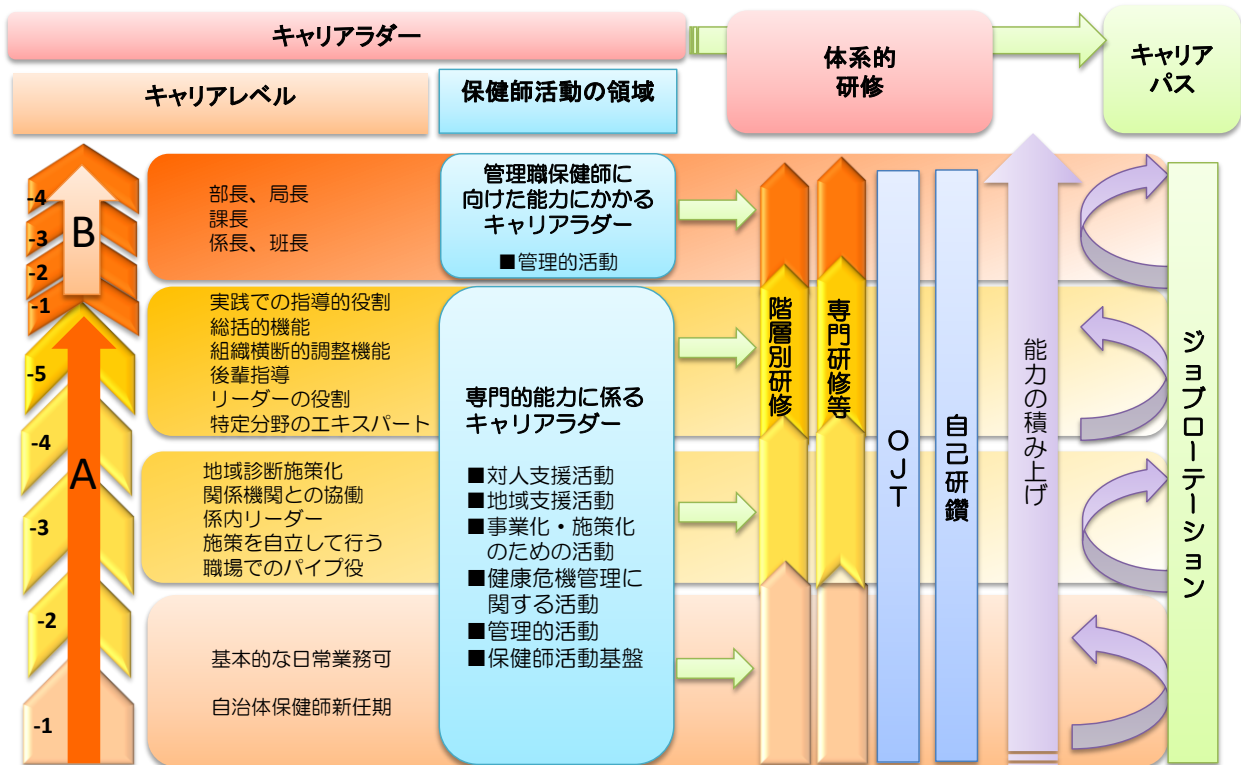 キャリアラダー
体系的
研修
キャリア
パス
キャリアレベル
保健師活動の領域
-4
-3
-2
-1
B
部長、局長
課長
係長、班長
管理職保健師に
向けた能力にかかる
キャリアラダー
■管理的活動
-5
-4
-3
-2
-1
A
実践での指導的役割
総括的機能
組織横断的調整機能
後輩指導
リーダーの役割
特定分野のエキスパート
地域診断施策化
関係機関との協働
係内リーダー
施策を自立して行う
職場でのパイプ役
基本的な日常業務可
自治体保健師新任期
専門的能力に係る
キャリアラダー
■対人支援活動
■地域支援活動
■事業化・施策化
のための活動
■健康危機管理に
関する活動
■管理的活動
■保健師活動基盤
階層別研修
専門研修等
OJT
自己研鑽
能力の積み上げ
ジョブローテーション